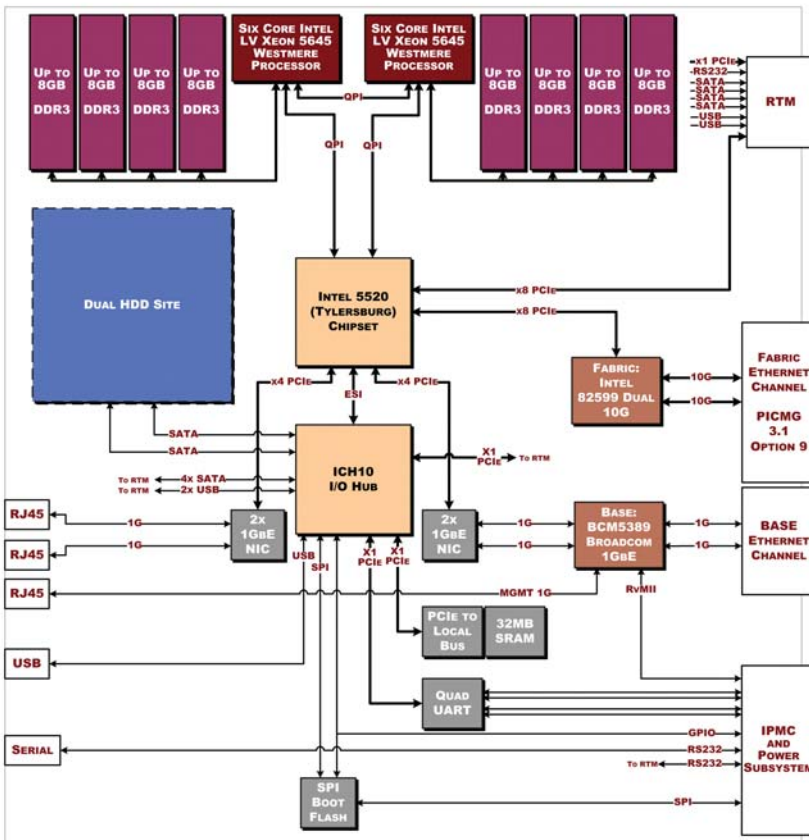 SIX CORE INTEL
LV XEON 5645
WESTMERE
PROCESSOR
SIX CORE INTEL
LV XEON 5645
WESTMERE
PROCESSOR
UP TO
8GB
DDR3
UP TO
8GB
DDR3
UP TO
8GB
DDR3
UP TO
8GB
DDR3
UP TO
8GB
DDR3
UP TO
8GB
DDR3
UP TO
8GB
DDR3
UP TO
8GB
DDR3
QPI
QPI
QPI
X1 PCIE
RS232
SATA
SATA
SATA
SATA
USB
USB
RTM
DUAL HDD SITE
INTEL 5520
(TYLERSBURG)
CHIPSET
X8 PCIE
X8 PCIE
FABRIC:
INTEL
82599 DUAL
10G
10G
10G
FABRIC
ETHERNET
CHANNEL
PICMG
3.1
OPTION 9
X4 PCIE
ESI
X4 PCIE
SATA
SATA
ICH10
I/O HUB
X1
PCIE
TO RTM
TO RTM
4X SATA
TO RTM
2X USB
RJ45
1G
RJ45
1G
2X
1GBE
NIC
2X
1GBE
NIC
1G
1G
BASE:
BCM5389
BROADCOM
1GBE
1G
1G
BASE
ETHERNET
CHANNEL
USB
SPI
X1
PCIE
X1
PCIE
RJ45
MGMT 1G
RVMII
PCIE TO
LOCAL
BUS
32MB
SRAM
USB
QUAD
UART
IPMC
AND
POWER
SUBSYSTEM
GPIO
SERIAL
RS232
TO RTM
RS232
SPI
BOOT
FLASH
SPI